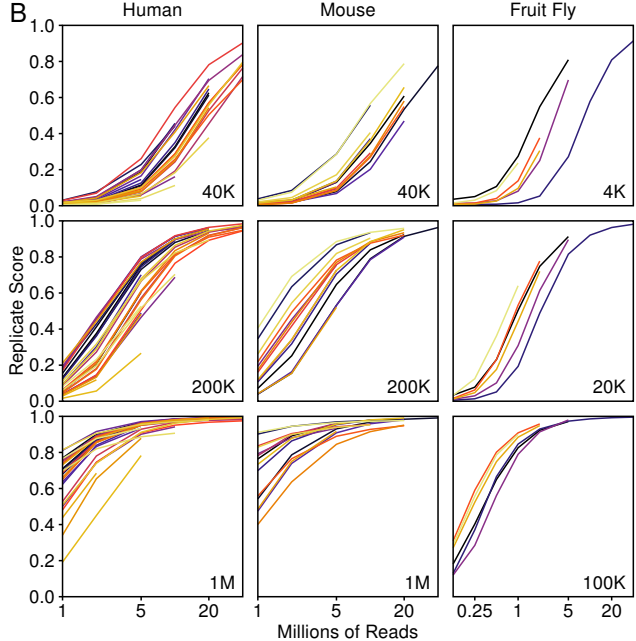 B
Human Mouse Fruit Fly
1.0
0.8
0.6
0.4
0.2
0.0
40K 40K 4K
Replicate Score
1.0
0.8
0.6
0.4
0.2
0.0
200K 200K 20K
1.0
0.8
0.6
0.4
0.2
0.0
1M 1M 100K
1 5 20 1 5 20 0.25 1 5 20
Millions of Reads